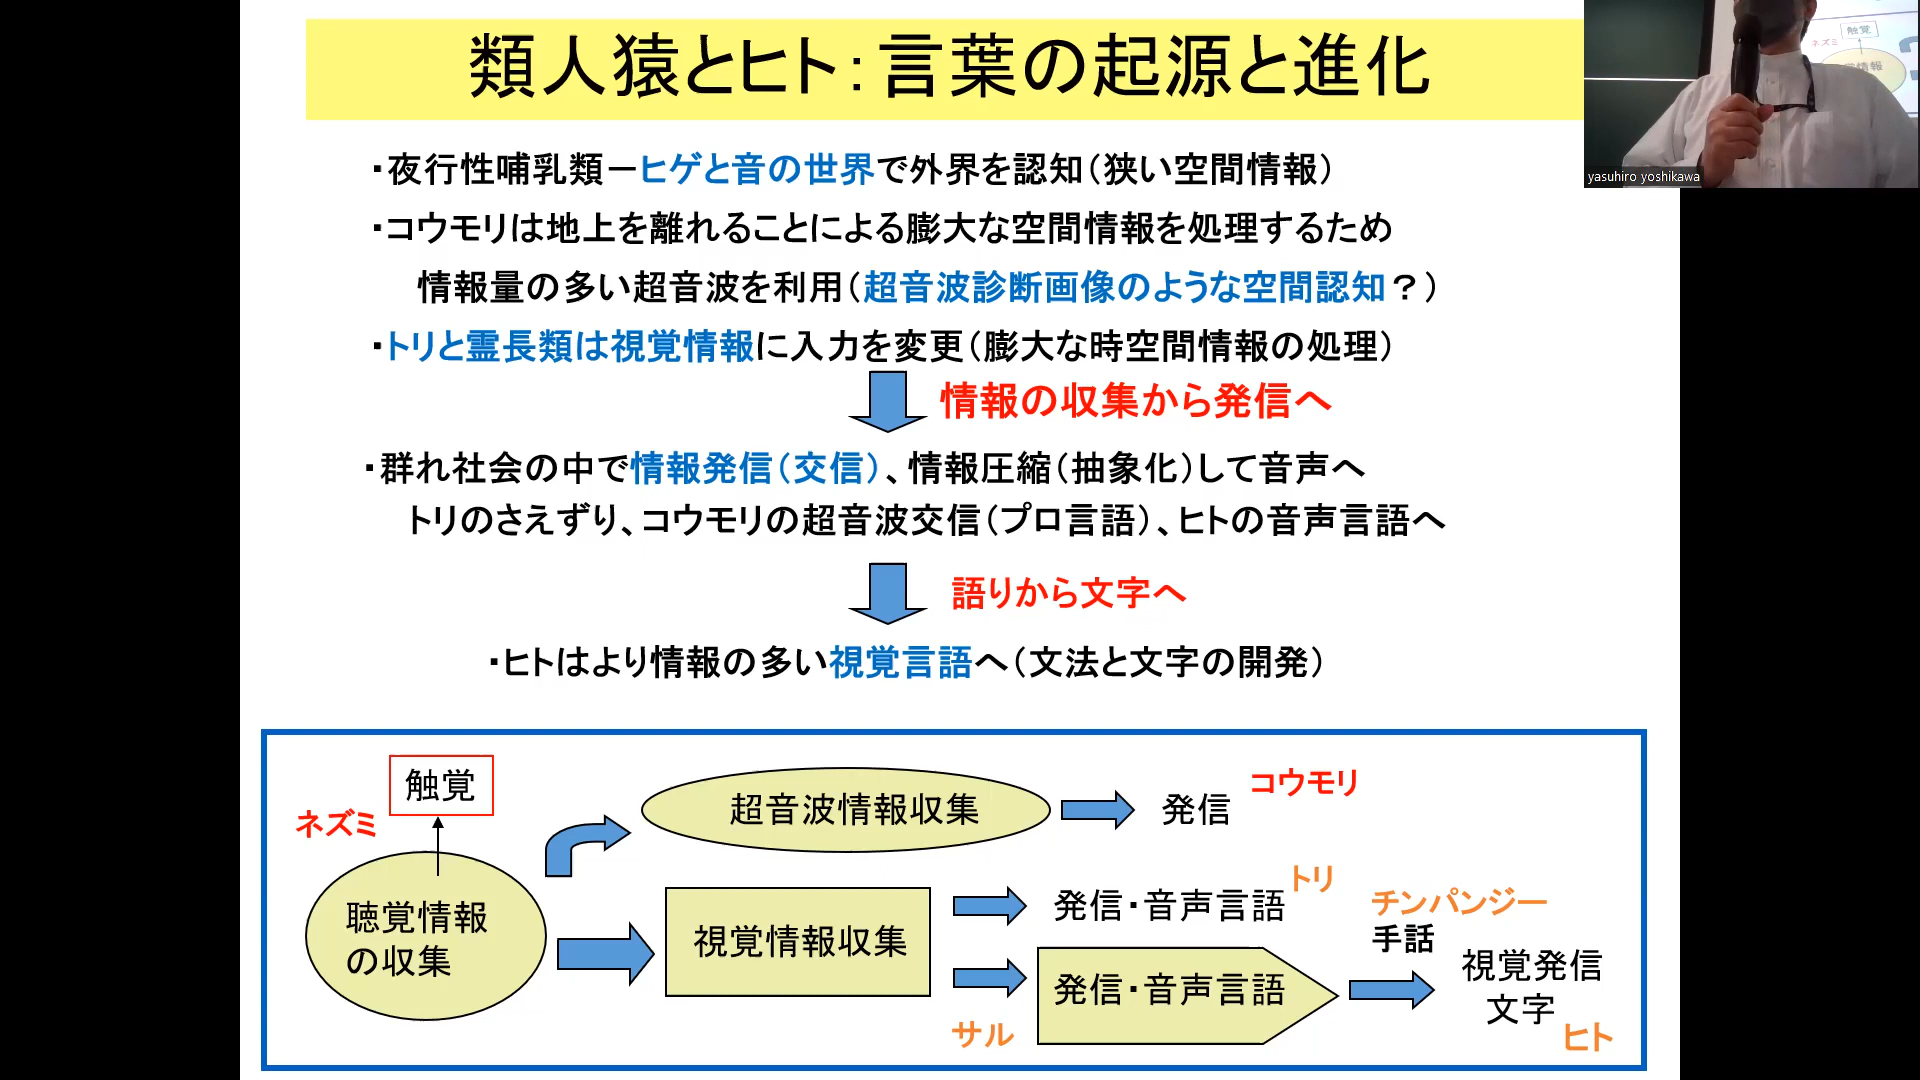 類人猿とヒト：言葉の起源と進化
・夜行性哺乳類－ヒゲと音の世界で外界を認知（狭い空間情報）
・コウモリは地上を離れることによる膨大な空間情報を処理するため
情報量の多い超音波を利用（超音波診断画像のような空間認知？）
・トリと霊長類は視覚情報に入力を変更（膨大な時空間情報の処理）
情報の収集から発信へ
・群れ社会の中で情報発信（交信）、情報圧縮（抽象化）して音声へ
トリのさえずり、コウモリの超音波交信（プロ言語）、ヒトの音声言語へ
語りから文字へ
・ヒトはより情報の多い視覚言語へ（文法と文字の開発）
触覚
ネズミ
聴覚情報
の収集
超音波情報収集
発信
コウモリ
視覚情報収集
発信・音声言語
トリ
発信・音声言語
サル
チンパンジー
手話
視覚発信
文字
ヒト
触覚
ネズミ
情報
yasuhiro yoshikawa